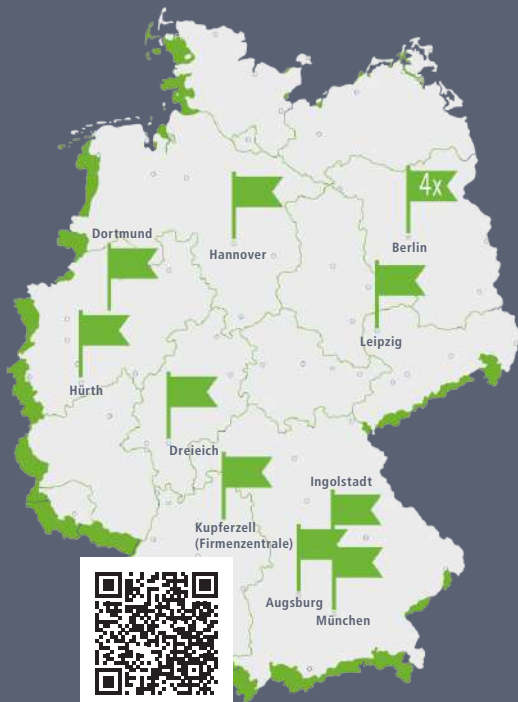 4x
Dortmund
Hannover
Berlin
Leipzig
Hürth
Dreieich
Ingolstadt
Kupferzell
(Firmenzentrale)
Augsburg
München